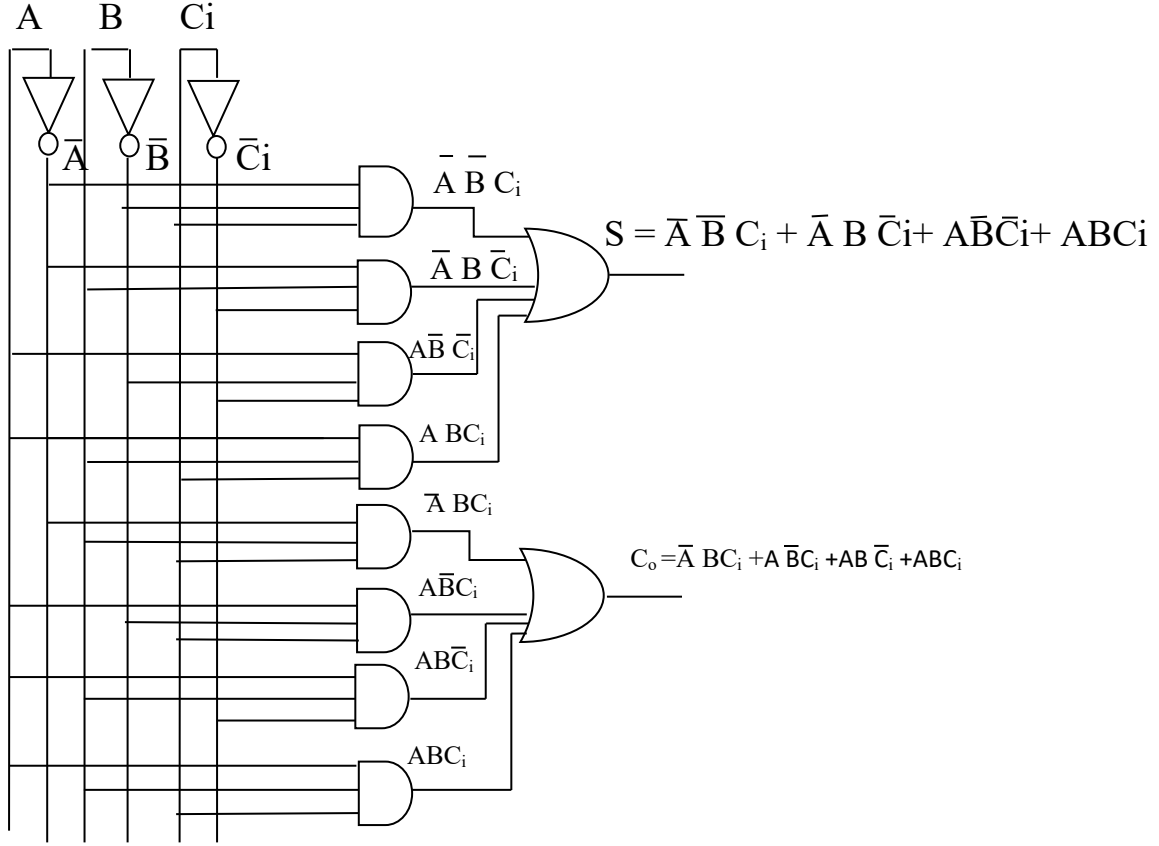 A B Ci
A̅ B̅ C̅i
A̅ B̅ Cᵢ
S = A̅ B̅ Cᵢ + A̅ B C̅i+ AB̅C̅i+ ABCi
A̅ B C̅ᵢ
AB̅ C̅ᵢ
A BCᵢ
A̅ BCᵢ
Cₒ=A̅ BCᵢ +A B̅Cᵢ +AB C̅ᵢ +ABCᵢ
AB̅Cᵢ
ABC̅ᵢ
ABCᵢ